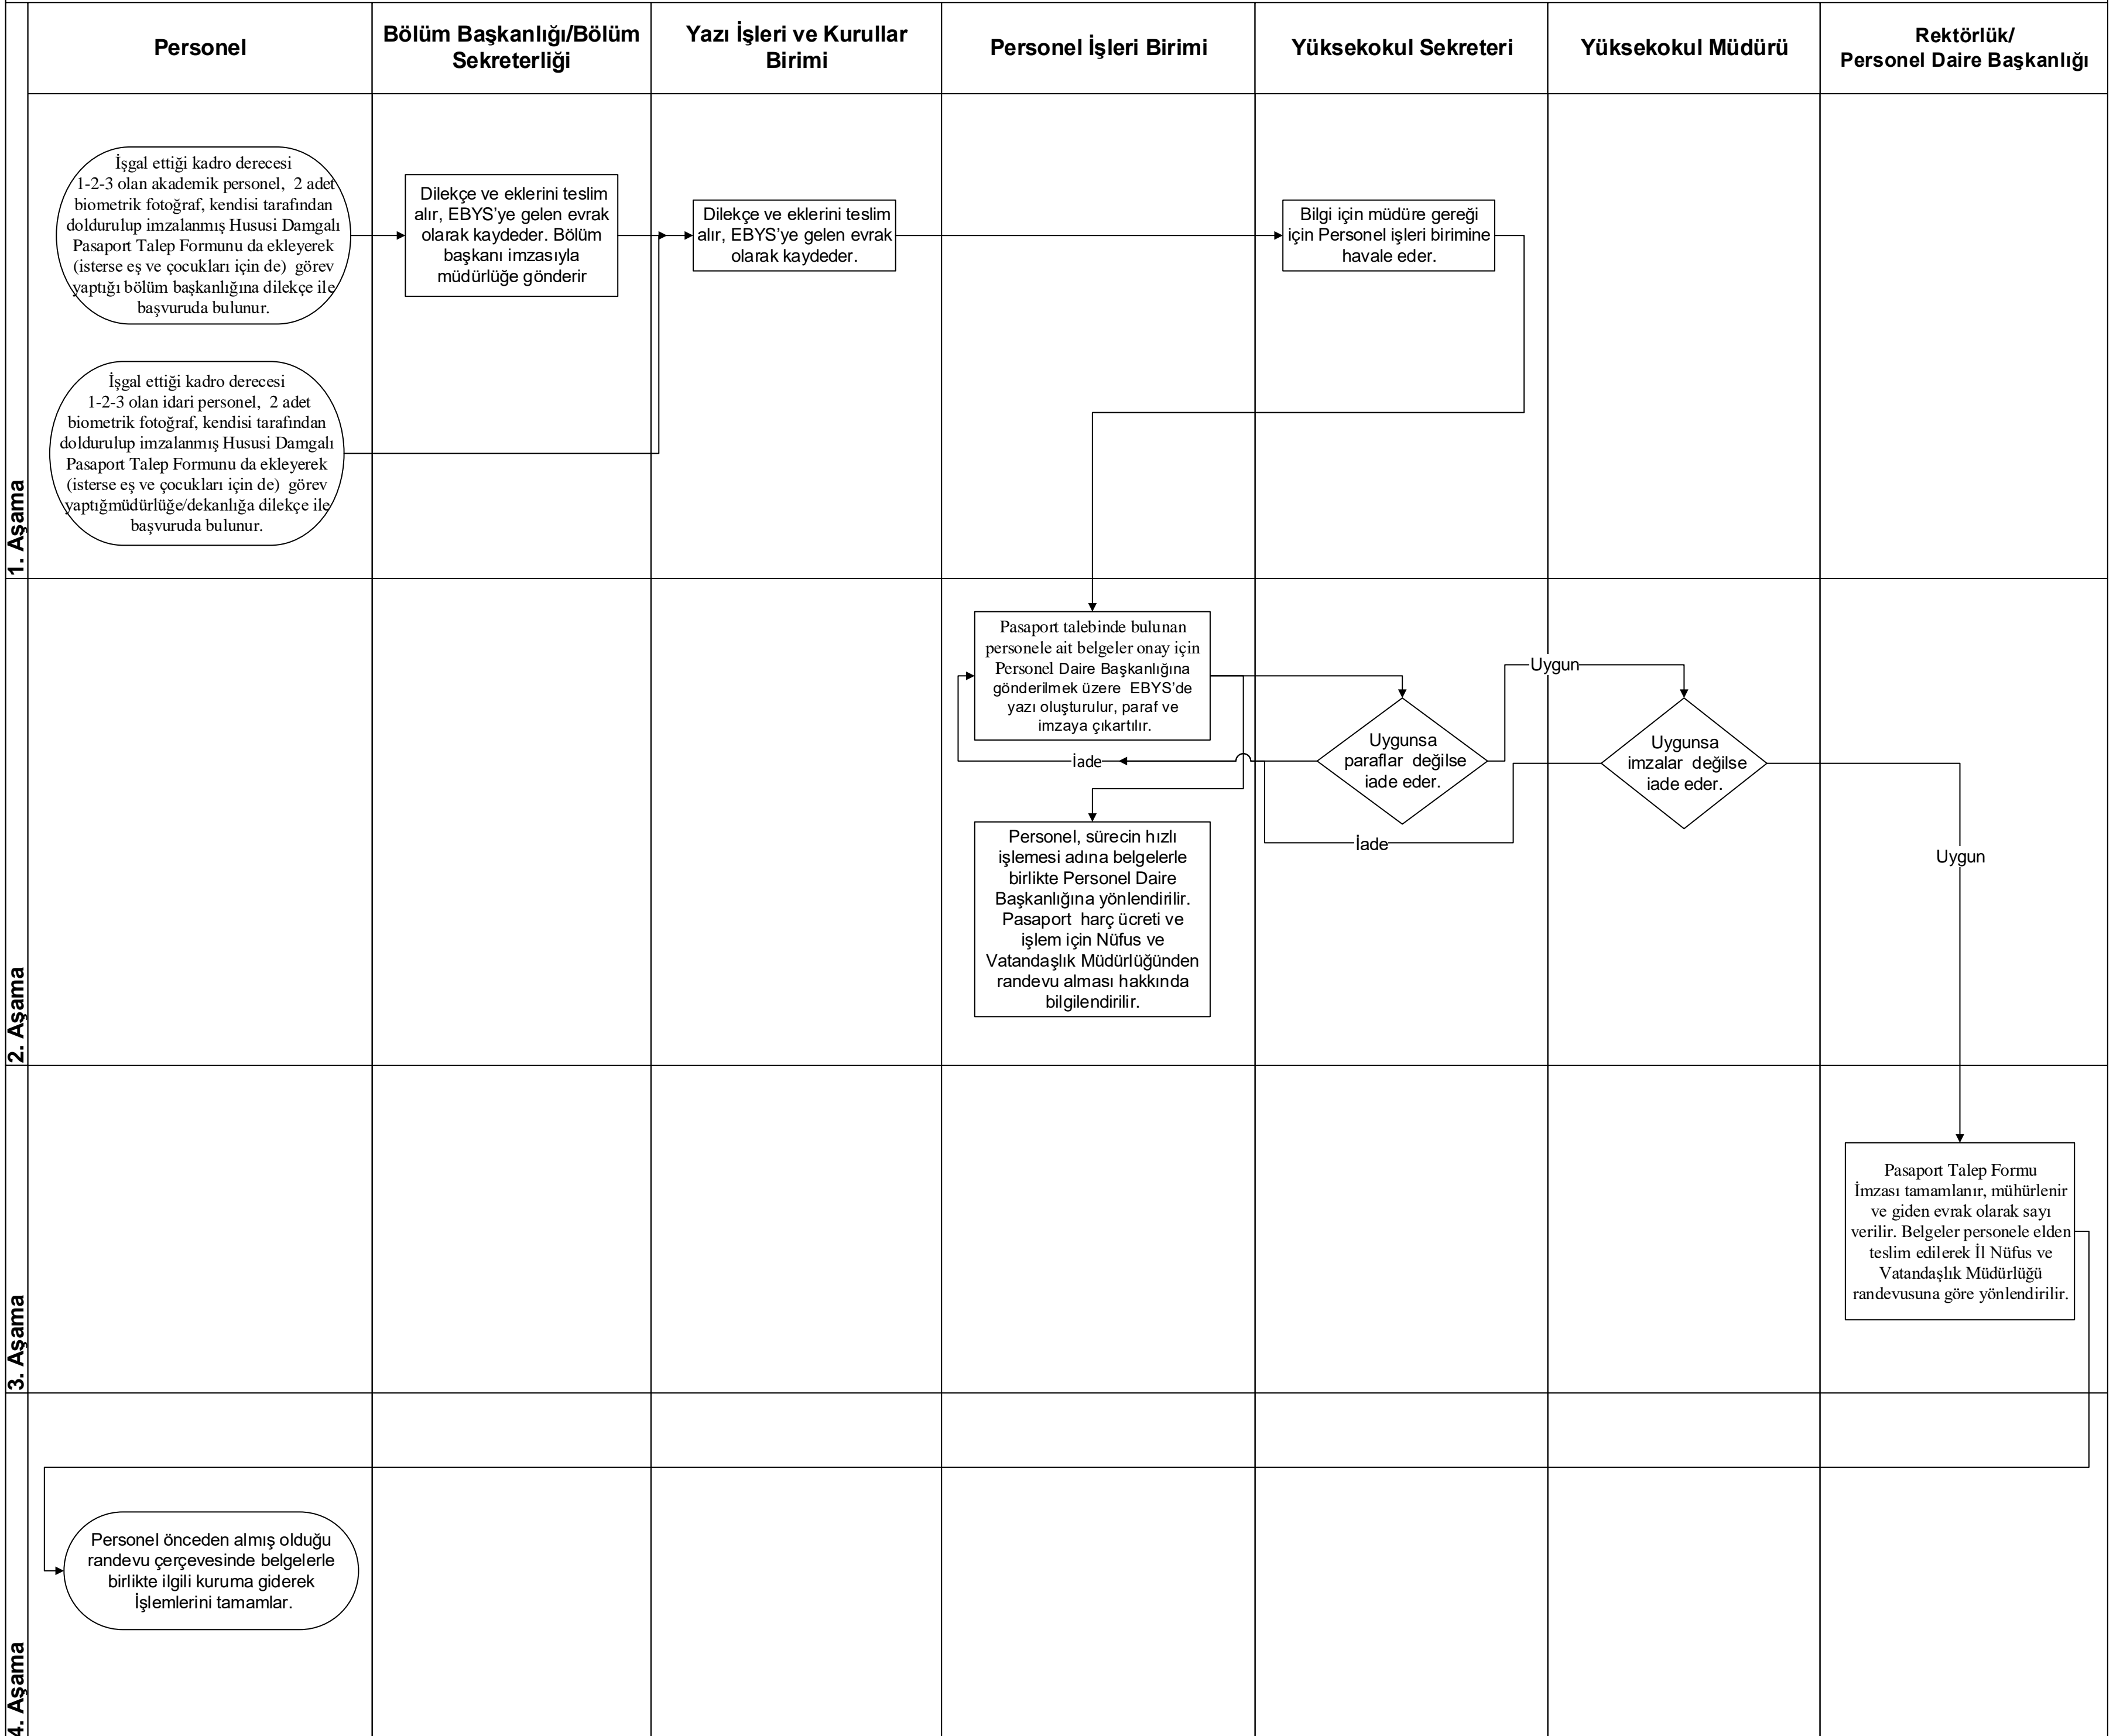 Personel
Bölüm Başkanlığı/Bölüm
Sekreterliği
Yazı İşleri ve Kurullar
Birimi
Personel İşleri Birimi
Yüksekokul Sekreteri
Yüksekokul Müdürü
Rektörlük/
Personel Daire Başkanlığı
1. Aşama
İşgal ettiği kadro derecesi
1-2-3 olan akademik personel, 2 adet
biometrik fotoğraf, kendisi tarafından
doldurulup imzalanmış Hususi Damgalı
Pasaport Talep Formunu da ekleyerek
(isterse eş ve çocukları için de) görev
yaptığı bölüm başkanlığına dilekçe ile
başvuruda bulunur.
Dilekçe ve eklerini teslim
alır, EBYS’ye gelen evrak
olarak kaydeder. Bölüm
başkanı imzasıyla
müdürlüğe gönderir
Dilekçe ve eklerini teslim
alır, EBYS’ye gelen evrak
olarak kaydeder.
Bilgi için müdüre gereği
için Personel işleri birimine
havale eder.
İşgal ettiği kadro derecesi
1-2-3 olan idari personel, 2 adet
biometrik fotoğraf, kendisi tarafından
doldurulup imzalanmış Hususi Damgalı
Pasaport Talep Formunu da ekleyerek
(isterse eş ve çocukları için de) görev
yaptığmüdürlüğe/dekanlığa dilekçe ile
başvuruda bulunur.
2. Aşama
Pasaport talebinde bulunan
personele ait belgeler onay için
Personel Daire Başkanlığına
gönderilmek üzere EBYS’de
yazı oluşturulur, paraf ve
imzaya çıkartılır.
Uygunsa
paraflar değilse
iade eder.
Uygun
Uygunsa
imzalar değilse
iade eder.
İade
İade
Uygun
Personel, sürecin hızlı
işlemesi adına belgelerle
birlikte Personel Daire
Başkanlığına yönlendirilir.
Pasaport harç ücreti ve
işlem için Nüfus ve
Vatandaşlık Müdürlüğünden
randevu alması hakkında
bilgilendirilir.
3. Aşama
Pasaport Talep Formu
İmzası tamamlanır, mühürlenir
ve giden evrak olarak sayı
verilir. Belgeler personele elden
teslim edilerek İl Nüfus ve
Vatandaşlık Müdürlüğü
randevusuna göre yönlendirilir.
4. Aşama
Personel önceden almış olduğu
randevu çerçevesinde belgelerle
birlikte ilgili kuruma giderek
İşlemlerini tamamlar.